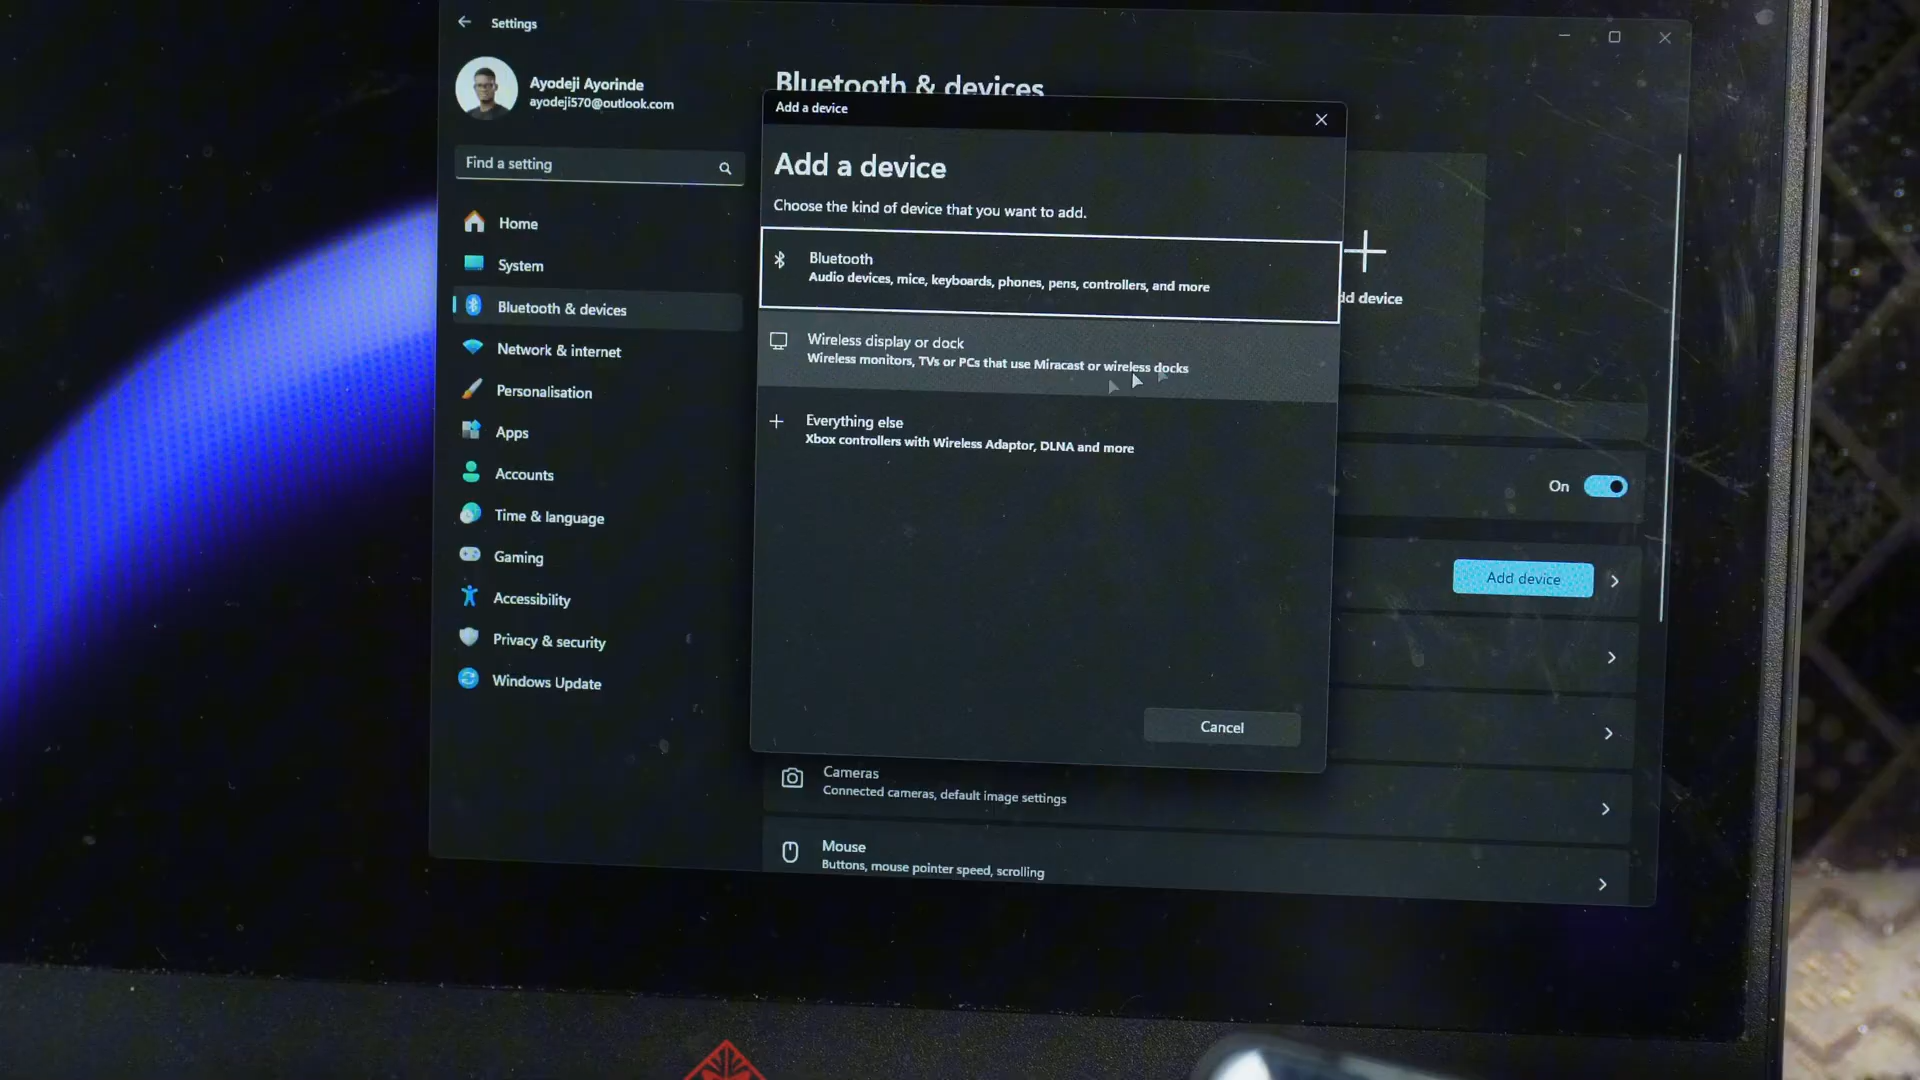 Settings
Ayodeji Ayorinde
ayodeji570@outlook.com
Find a setting
Home
System
Bluetooth & devices
Network & internet
Personalisation
Apps
Accounts
Time & language
Gaming
Accessibility
Privacy & security
Windows Update
Bluetooth & devices
Add a device
Add a device
Choose the kind of device that you want to add.
Bluetooth
Audio devices, mice, keyboards, phones, pens, controllers, and more
Wireless display or dock
Wireless monitors, TVs or PCs that use Miracast or wireless docks
Everything else
Xbox controllers with Wireless Adaptor, DLNA and more
Cancel
dd device
On
Add device
Cameras
Connected cameras, default image settings
Mouse
Buttons, mouse pointer speed, scrolling